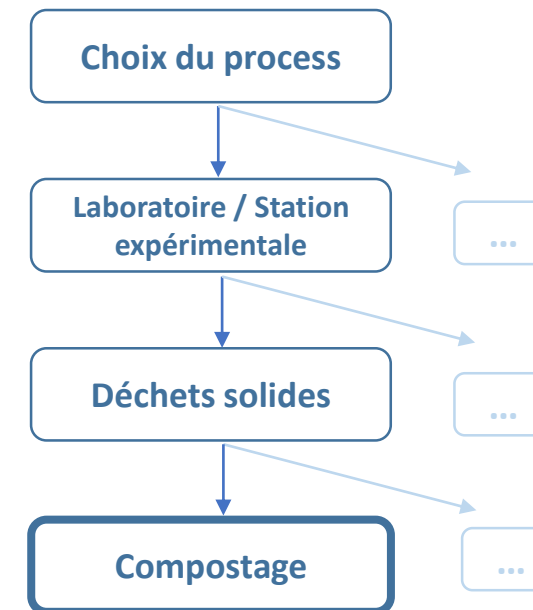 Choix du process
Laboratoire / Station
expérimentale
...
Déchets solides
...
Compostage
...